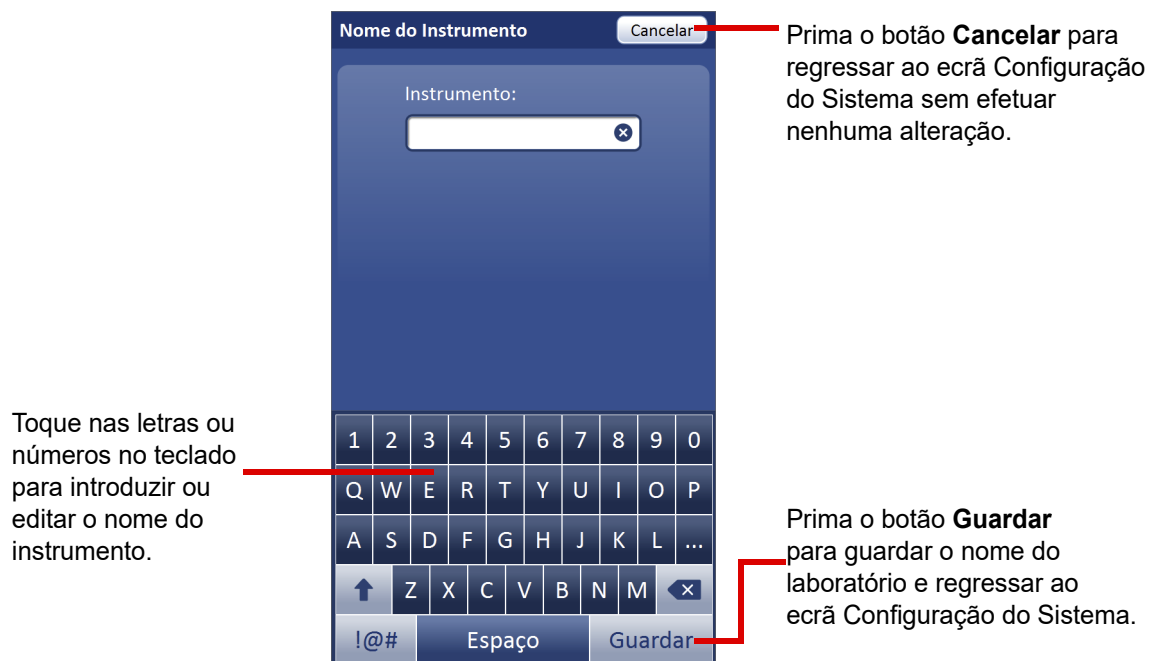 Nome do Instrumento
Cancelar
Prima o botão Cancelar para
regressar ao ecrã Configuração
do Sistema sem efetuar
nenhuma alteração.
Instrumento:
Toque nas letras ou
números no teclado
para introduzir ou
editar o nome do
instrumento.
1 2 3 4 5 6 7 8 9 0
Q W E R T Y U I O P
A S D F G H J K L ...
Z X C V B N M
!@# Espaço Guardar
Prima o botão Guardar
para guardar o nome do
laboratório e regressar ao
ecrã Configuração do Sistema.